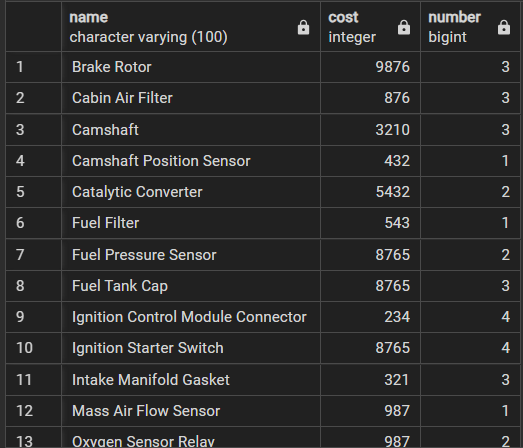 name cost number
character varying (100) integer bigint
1 Brake Rotor 9876 3
2 Cabin Air Filter 876 3
3 Camshaft 3210 3
4 Camshaft Position Sensor 432 1
5 Catalytic Converter 5432 2
6 Fuel Filter 543 1
7 Fuel Pressure Sensor 8765 2
8 Fuel Tank Cap 8765 3
9 Ignition Control Module Connector 234 4
10 Ignition Starter Switch 8765 4
11 Intake Manifold Gasket 321 3
12 Mass Air Flow Sensor 987 1
13 Oxygen Sensor Relay 987 2